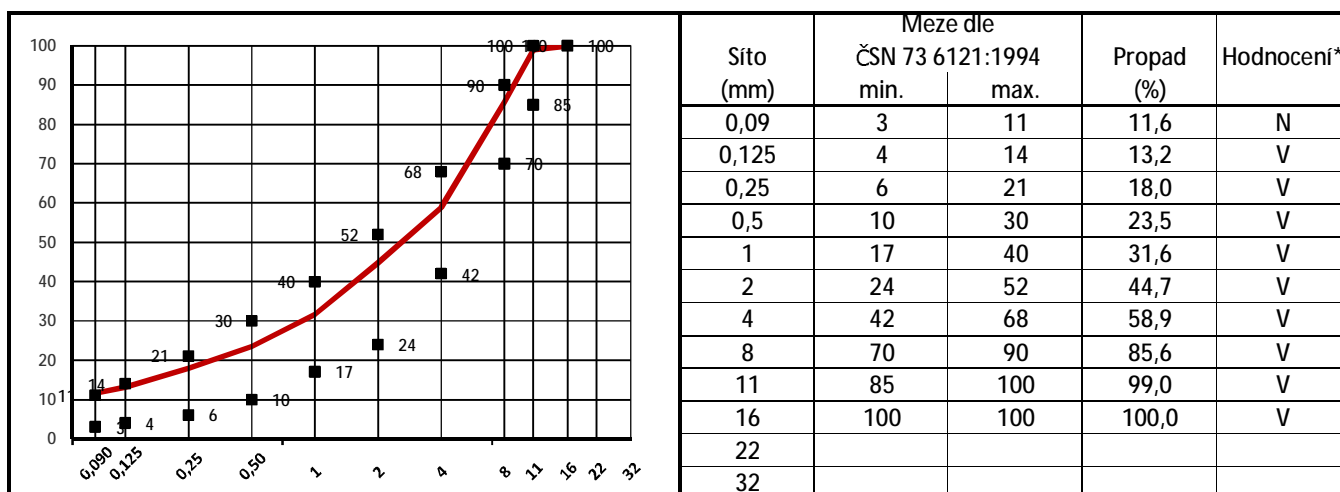 100
90
80
70
60
50
40
30
20
10
0
100 100 100
90
85
68
70
52
42
40
30
24
21
17
11 14
10
3 4 6
0,090 0,125 0,25 0,50 1 2 4 8 11 16 22 32
Meze dle
Síto ČSN 73 6121:1994 Propad Hodnocení*
(mm) min. max. (%)
0,09 3 11 11,6 N
0,125 4 14 13,2 V
0,25 6 21 18,0 V
0,5 10 30 23,5 V
1 17 40 31,6 V
2 24 52 44,7 V
4 42 68 58,9 V
8 70 90 85,6 V
11 85 100 99,0 V
16 100 100 100,0 V
22
32